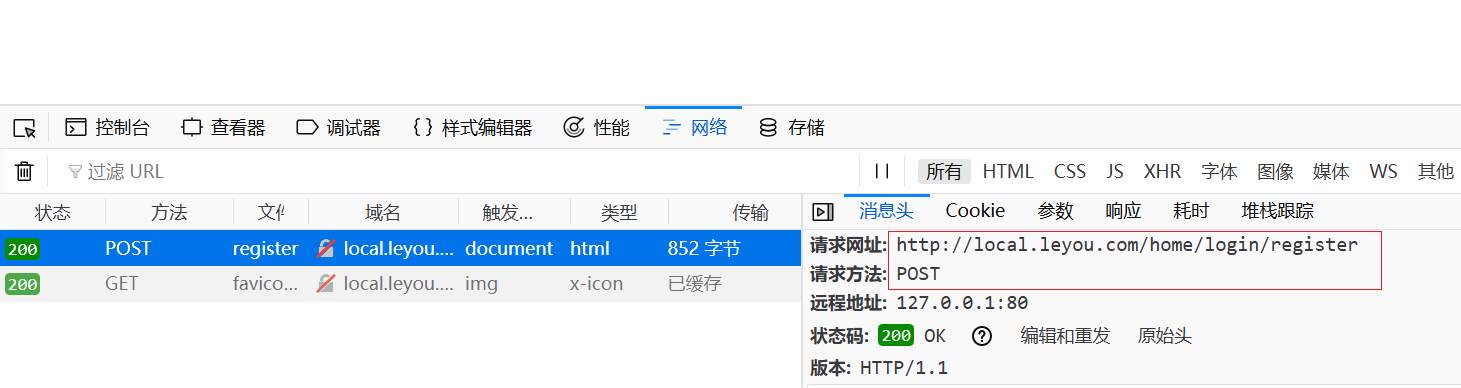 控制台 查看器 调试器 样式编辑器 性能 网络 存储
过滤 URL 所有 HTML CSS JS XHR 字体 图像 媒体 WS 其他
状态 方法 文件 域名 触发... 类型 传输
200 POST register local.leyou.... document html 852 字节
200 GET favico... local.leyou.... img x-icon 已缓存
消息头 Cookie 参数 响应 耗时 堆栈跟踪
请求网址: http://local.leyou.com/home/login/register
请求方法: POST
远程地址: 127.0.0.1:80
状态码: 200 OK ? 编辑和重发 原始头
版本: HTTP/1.1